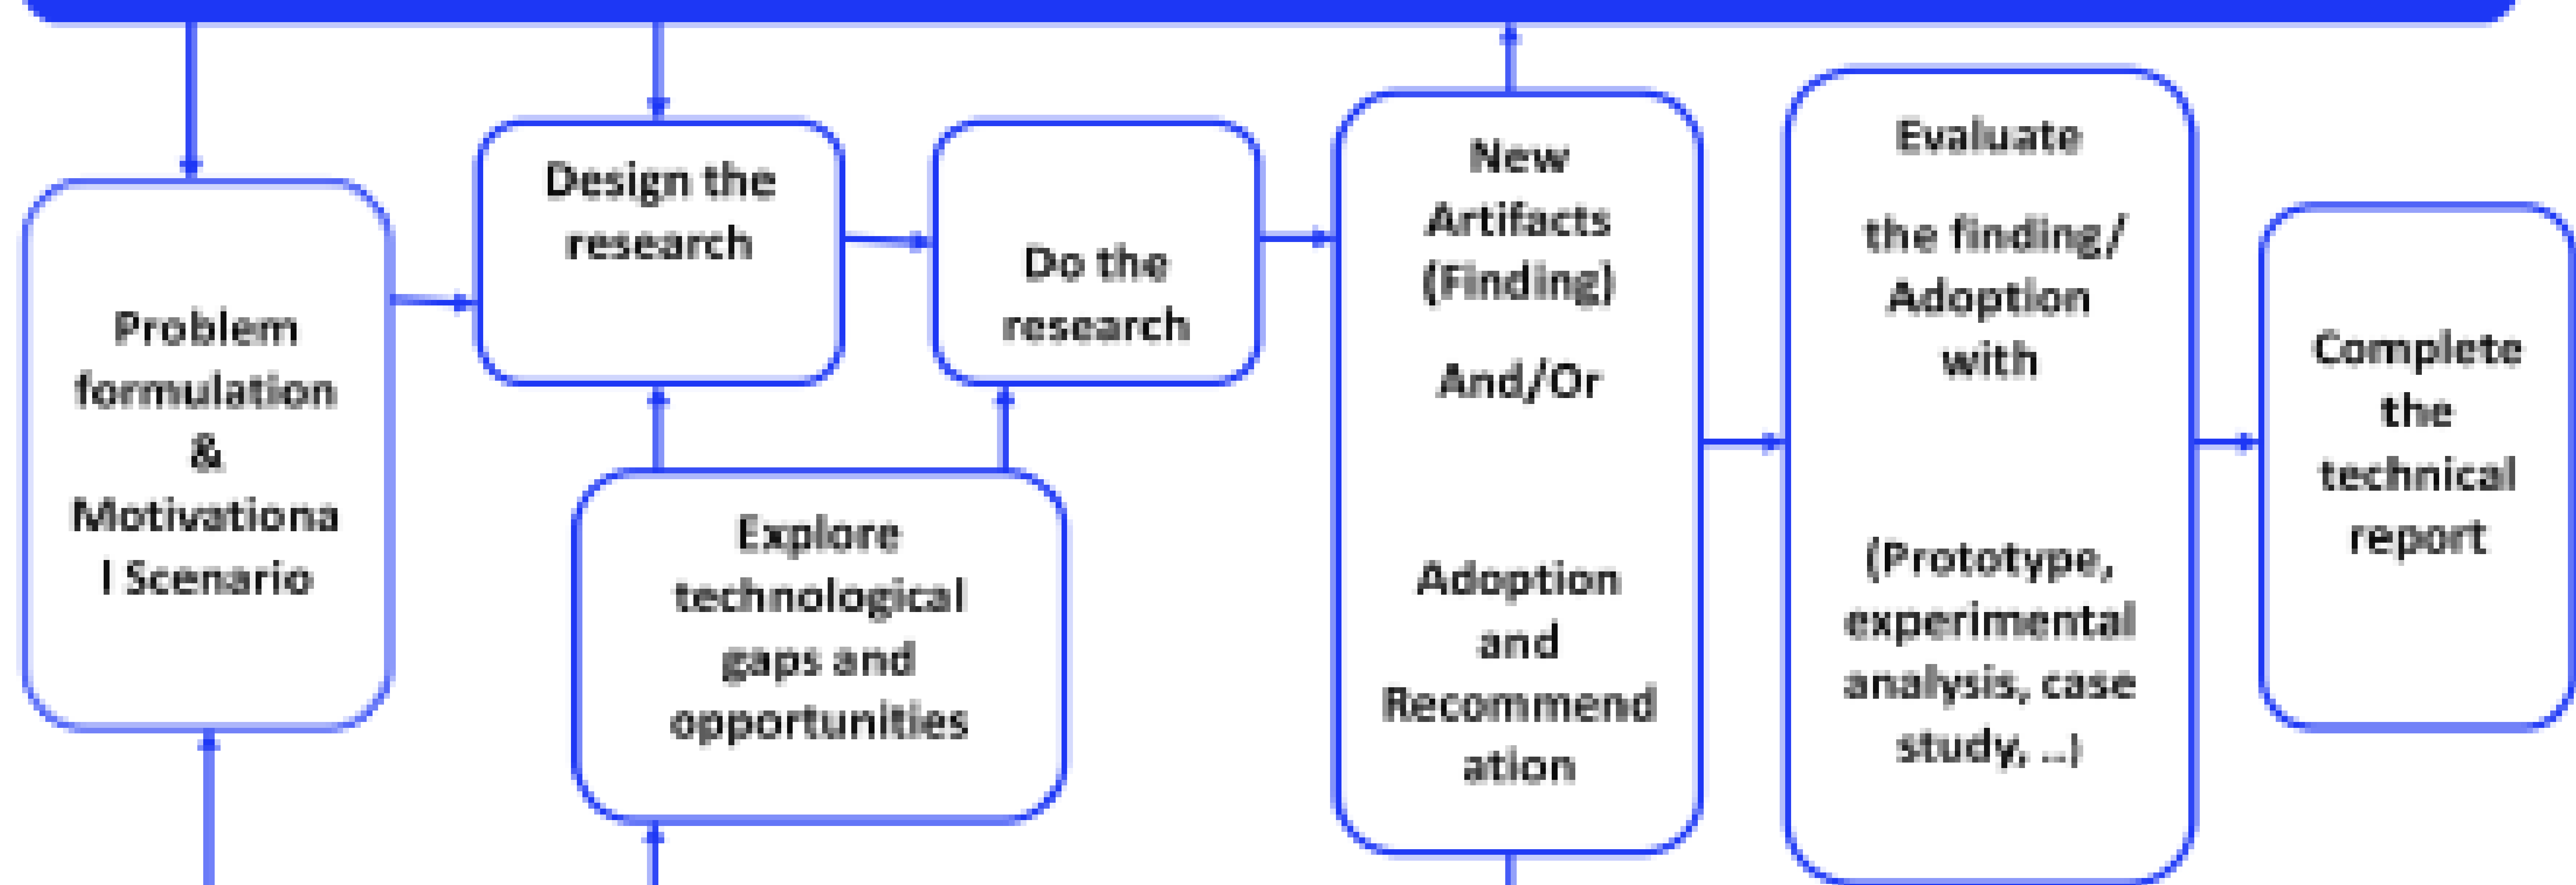 Problem
formulation
&
Motivationa
l Scenario
Design the
research
Do the
research
Explore
technological
gaps and
opportunities
New
Artifacts
(Finding)
And/Or
Adoption
and
Recommend
ation
Evaluate
the finding/
Adoption
with
(Prototype,
experimental
analysis, case
study, ..)
Complete
the
technical
report